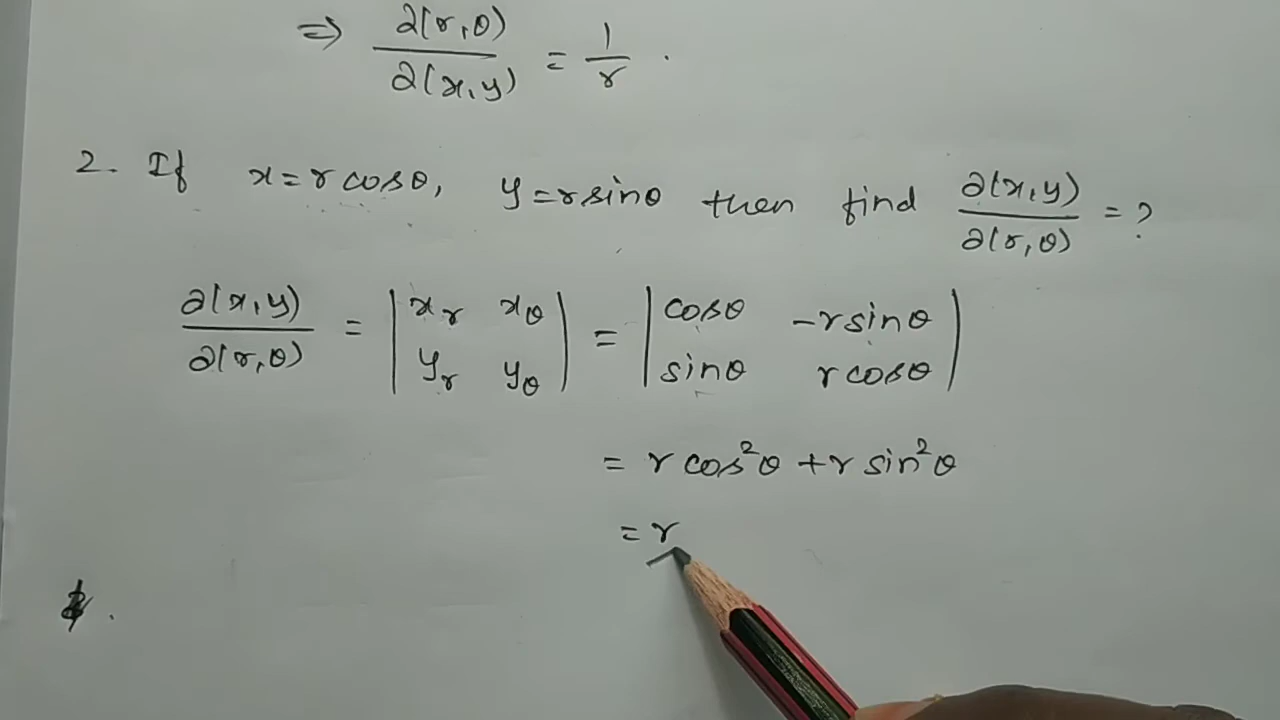 ⇒ ∂(r,θ)/∂(x,y) = 1/r .
2. If x = r cosθ, y = r sinθ then find ∂(x,y)/∂(r,θ) = ?
∂(x,y)/∂(r,θ) = | x_r x_θ ; y_r y_θ | = | cosθ -r sinθ ; sinθ r cosθ |
= r cos²θ + r sin²θ
= r